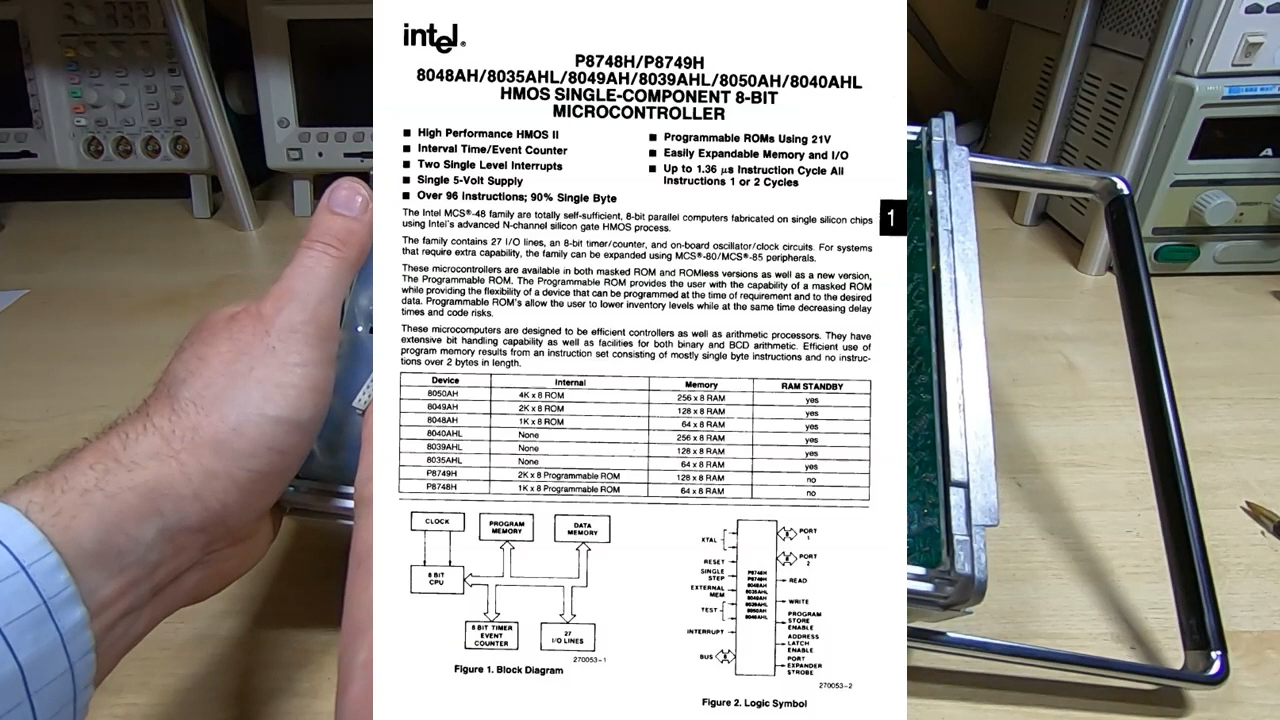 intel®
P8748H/P8749H
8048AH/8035AHL/8049AH/8039AHL/8050AH/8040AHL
HMOS SINGLE-COMPONENT 8-BIT
MICROCONTROLLER
■ High Performance HMOS II
■ Interval Time/Event Counter
■ Two Single Level Interrupts
■ Single 5-Volt Supply
■ Over 96 Instructions; 90% Single Byte
■ Programmable ROMs Using 21V
■ Easily Expandable Memory and I/O
■ Up to 1.36 µs Instruction Cycle All
Instructions 1 or 2 Cycles
The Intel MCS®-48 family are totally self-sufficient, 8-bit parallel computers fabricated on single silicon chips
using Intel's advanced N-channel silicon gate HMOS process.
1
The family contains 27 I/O lines, an 8-bit timer/counter, and on-board oscillator/clock circuits. For systems
that require extra capability, the family can be expanded using MCS®-80/MCS®-85 peripherals.
These microcontrollers are available in both masked ROM and ROMless versions as well as a new version,
The Programmable ROM. The Programmable ROM provides the user with the capability of a masked ROM
while providing the flexibility of a device that can be programmed at the time of requirement and to the desired
data. Programmable ROM's allow the user to lower inventory levels while at the same time decreasing delay
times and code risks.
These microcomputers are designed to be efficient controllers as well as arithmetic processors. They have
extensive bit handling capability as well as facilities for both binary and BCD arithmetic. Efficient use of
program memory results from an instruction set consisting of mostly single byte instructions and no instruc-
tions over 2 bytes in length.
Device Internal Memory RAM STANDBY
8050AH 4K x 8 ROM 256 x 8 RAM yes
8049AH 2K x 8 ROM 128 x 8 RAM yes
8048AH 1K x 8 ROM 64 x 8 RAM yes
8040AHL None 256 x 8 RAM yes
8039AHL None 128 x 8 RAM yes
8035AHL None 64 x 8 RAM yes
P8749H 2K x 8 Programmable ROM 128 x 8 RAM no
P8748H 1K x 8 Programmable ROM 64 x 8 RAM no
CLOCK
PROGRAM
MEMORY
DATA
MEMORY
8 BIT
CPU
8 BIT TIMER
EVENT
COUNTER
27
I/O LINES
270053-1
Figure 1. Block Diagram
XTAL
RESET
SINGLE
STEP
EXTERNAL
MEM
TEST
INTERRUPT
BUS
8
P8748H
P8749H
8048AH
8035AHL
8049AH
8039AHL
8050AH
8040AHL
8
PORT
1
8
PORT
2
READ
WRITE
PROGRAM
STORE
ENABLE
ADDRESS
LATCH
ENABLE
PORT
EXPANDER
STROBE
270053-2
Figure 2. Logic Symbol